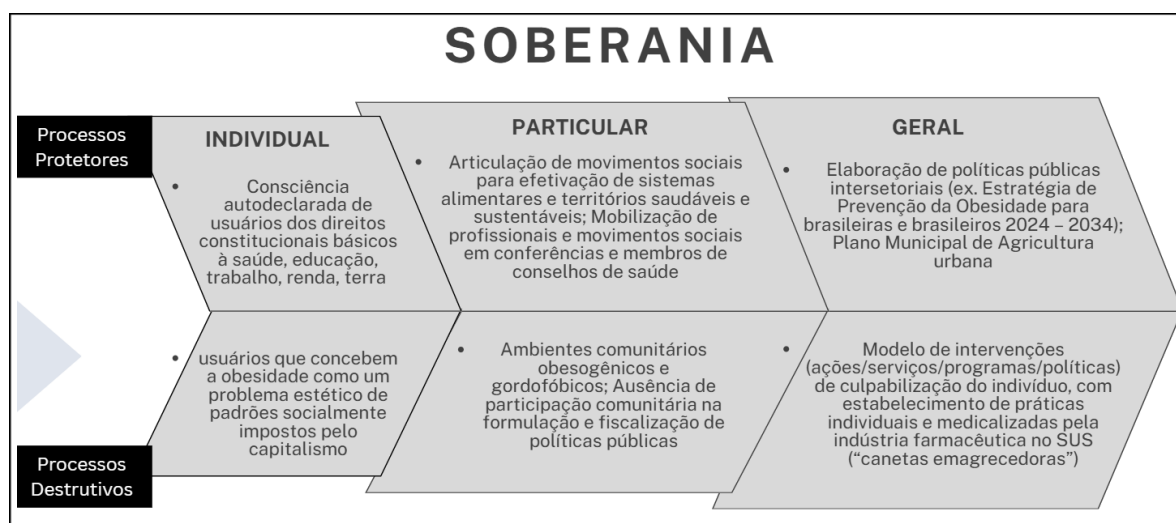 SOBERANIA
Processos
Protetores
INDIVIDUAL
• Consciência
autodeclarada de
usuários dos direitos
constitucionais básicos
à saúde, educação,
trabalho, renda, terra
PARTICULAR
• Articulação de movimentos sociais
para efetivação de sistemas
alimentares e territórios saudáveis e
sustentáveis; Mobilização de
profissionais e movimentos sociais
em conferências e membros de
conselhos de saúde
GERAL
• Elaboração de políticas públicas
intersetoriais (ex. Estratégia de
Prevenção da Obesidade para
brasileiras e brasileiros 2024 – 2034);
Plano Municipal de Agricultura
urbana
Processos
Destrutivos
• usuários que concebem
a obesidade como um
problema estético de
padrões socialmente
impostos pelo
capitalismo
• Ambientes comunitários
obesogênicos e
gordofóbicos; Ausência de
participação comunitária na
formulação e fiscalização de
políticas públicas
• Modelo de intervenções
(ações/serviços/programas/políticas)
de culpabilização do indivíduo, com
estabelecimento de práticas
individuais e medicalizadas pela
indústria farmacêutica no SUS
(“canetas emagrecedoras”)